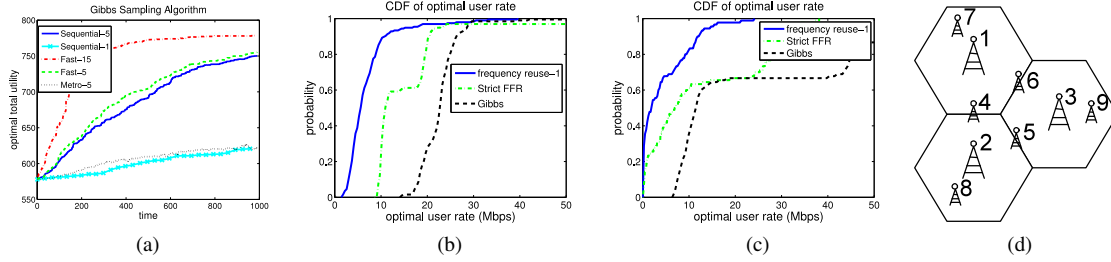 Gibbs Sampling Algorithm
optimal total utility
800
750
700
650
600
550
Sequential-5
Sequential-1
Fast-15
Fast-5
Metro-5
0 200 400 600 800 1000
time
(a)
CDF of optimal user rate
probability
1
0.8
0.6
0.4
0.2
0
frequency reuse-1
Strict FFR
Gibbs
0 10 20 30 40 50
optimal user rate (Mbps)
(b)
CDF of optimal user rate
probability
1
0.8
0.6
0.4
0.2
0
frequency reuse-1
Strict FFR
Gibbs
0 10 20 30 40 50
optimal user rate (Mbps)
(c)
7
1
6
4
3
9
2
5
8
(d)